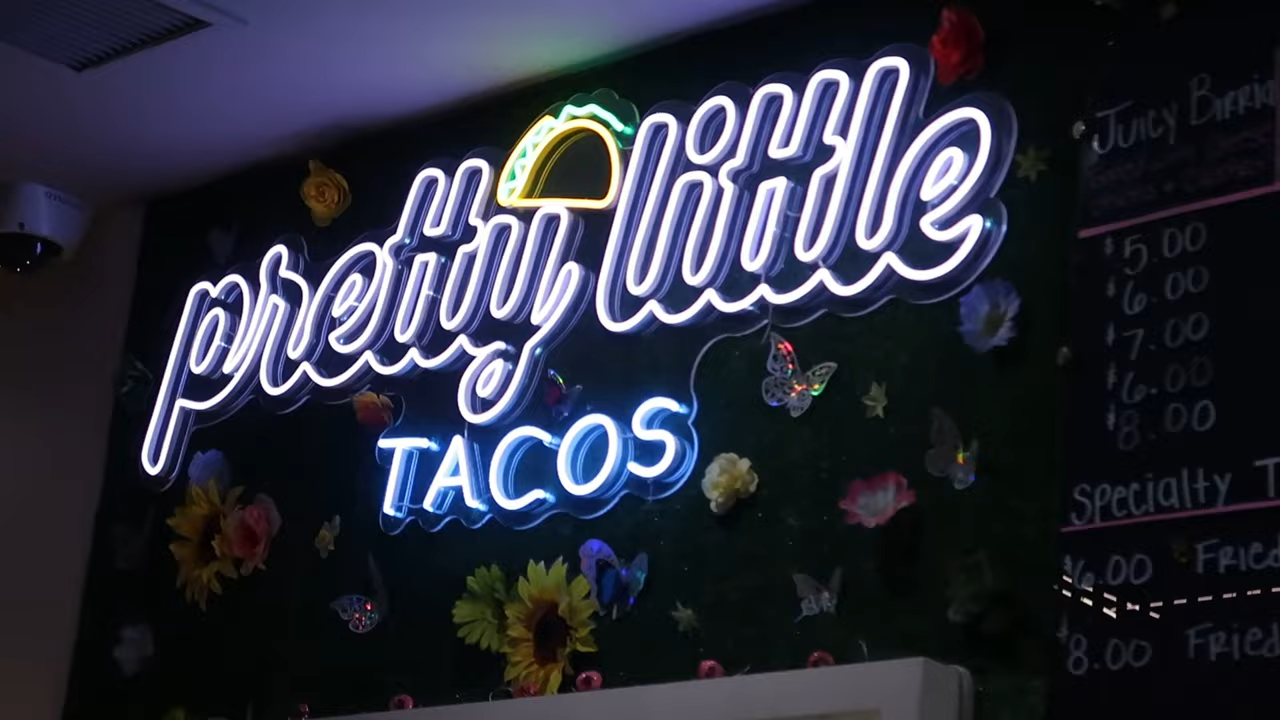 pretty little
TACOS
Juicy Birria
$5.00
$6.00
$7.00
$6.00
$8.00
Specialty T
$6.00 Fried
$8.00 Fried